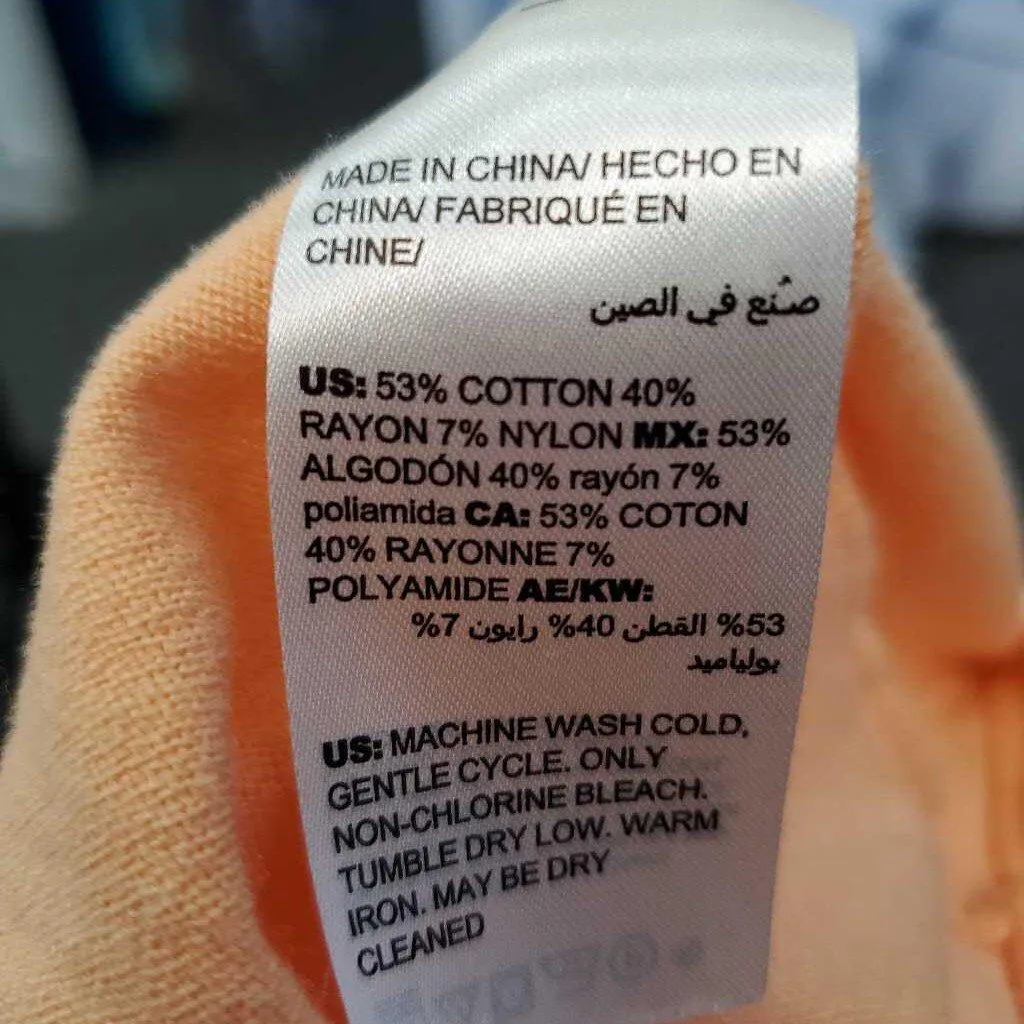 MADE IN CHINA/ HECHO EN
CHINA/ FABRIQUÉ EN
CHINE/
صُنع في الصين
US: 53% COTTON 40%
RAYON 7% NYLON MX: 53%
ALGODÓN 40% rayón 7%
poliamida CA: 53% COTON
40% RAYONNE 7%
POLYAMIDE AE/KW:
53% القطن 40% رايون 7%
بولياميد
US: MACHINE WASH COLD,
GENTLE CYCLE. ONLY
NON-CHLORINE BLEACH.
TUMBLE DRY LOW. WARM
IRON. MAY BE DRY
CLEANED